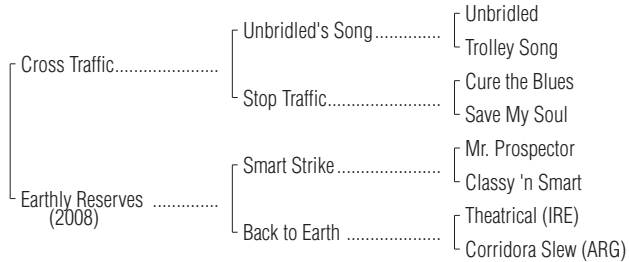 Unbridled
Unbridled's Song..............
Trolley Song
Cross Traffic.....................
Cure the Blues
Stop Traffic........................
Save My Soul
Mr. Prospector
Smart Strike......................
Classy 'n Smart
Earthly Reserves ..............
(2008)
Theatrical (IRE)
Back to Earth ....................
Corridora Slew (ARG)